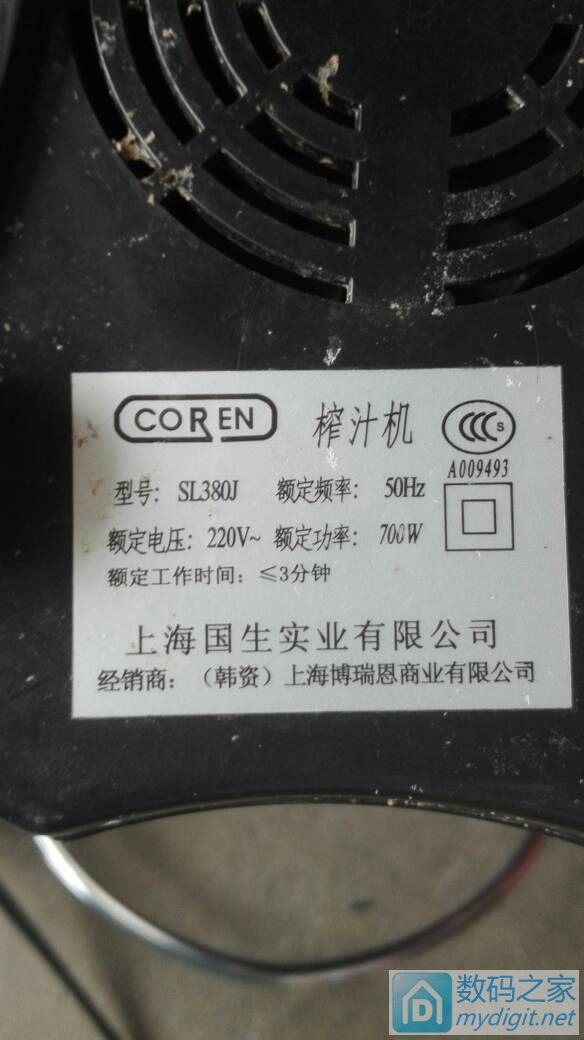 COREN 榨汁机 CCC S
A009493
型号: SL380J 额定频率: 50Hz
额定电压: 220V~ 额定功率: 700W
额定工作时间: ≤3分钟
上海国生实业有限公司
经销商: (韩资)上海博瑞恩商业有限公司
数码之家
mydigit.net